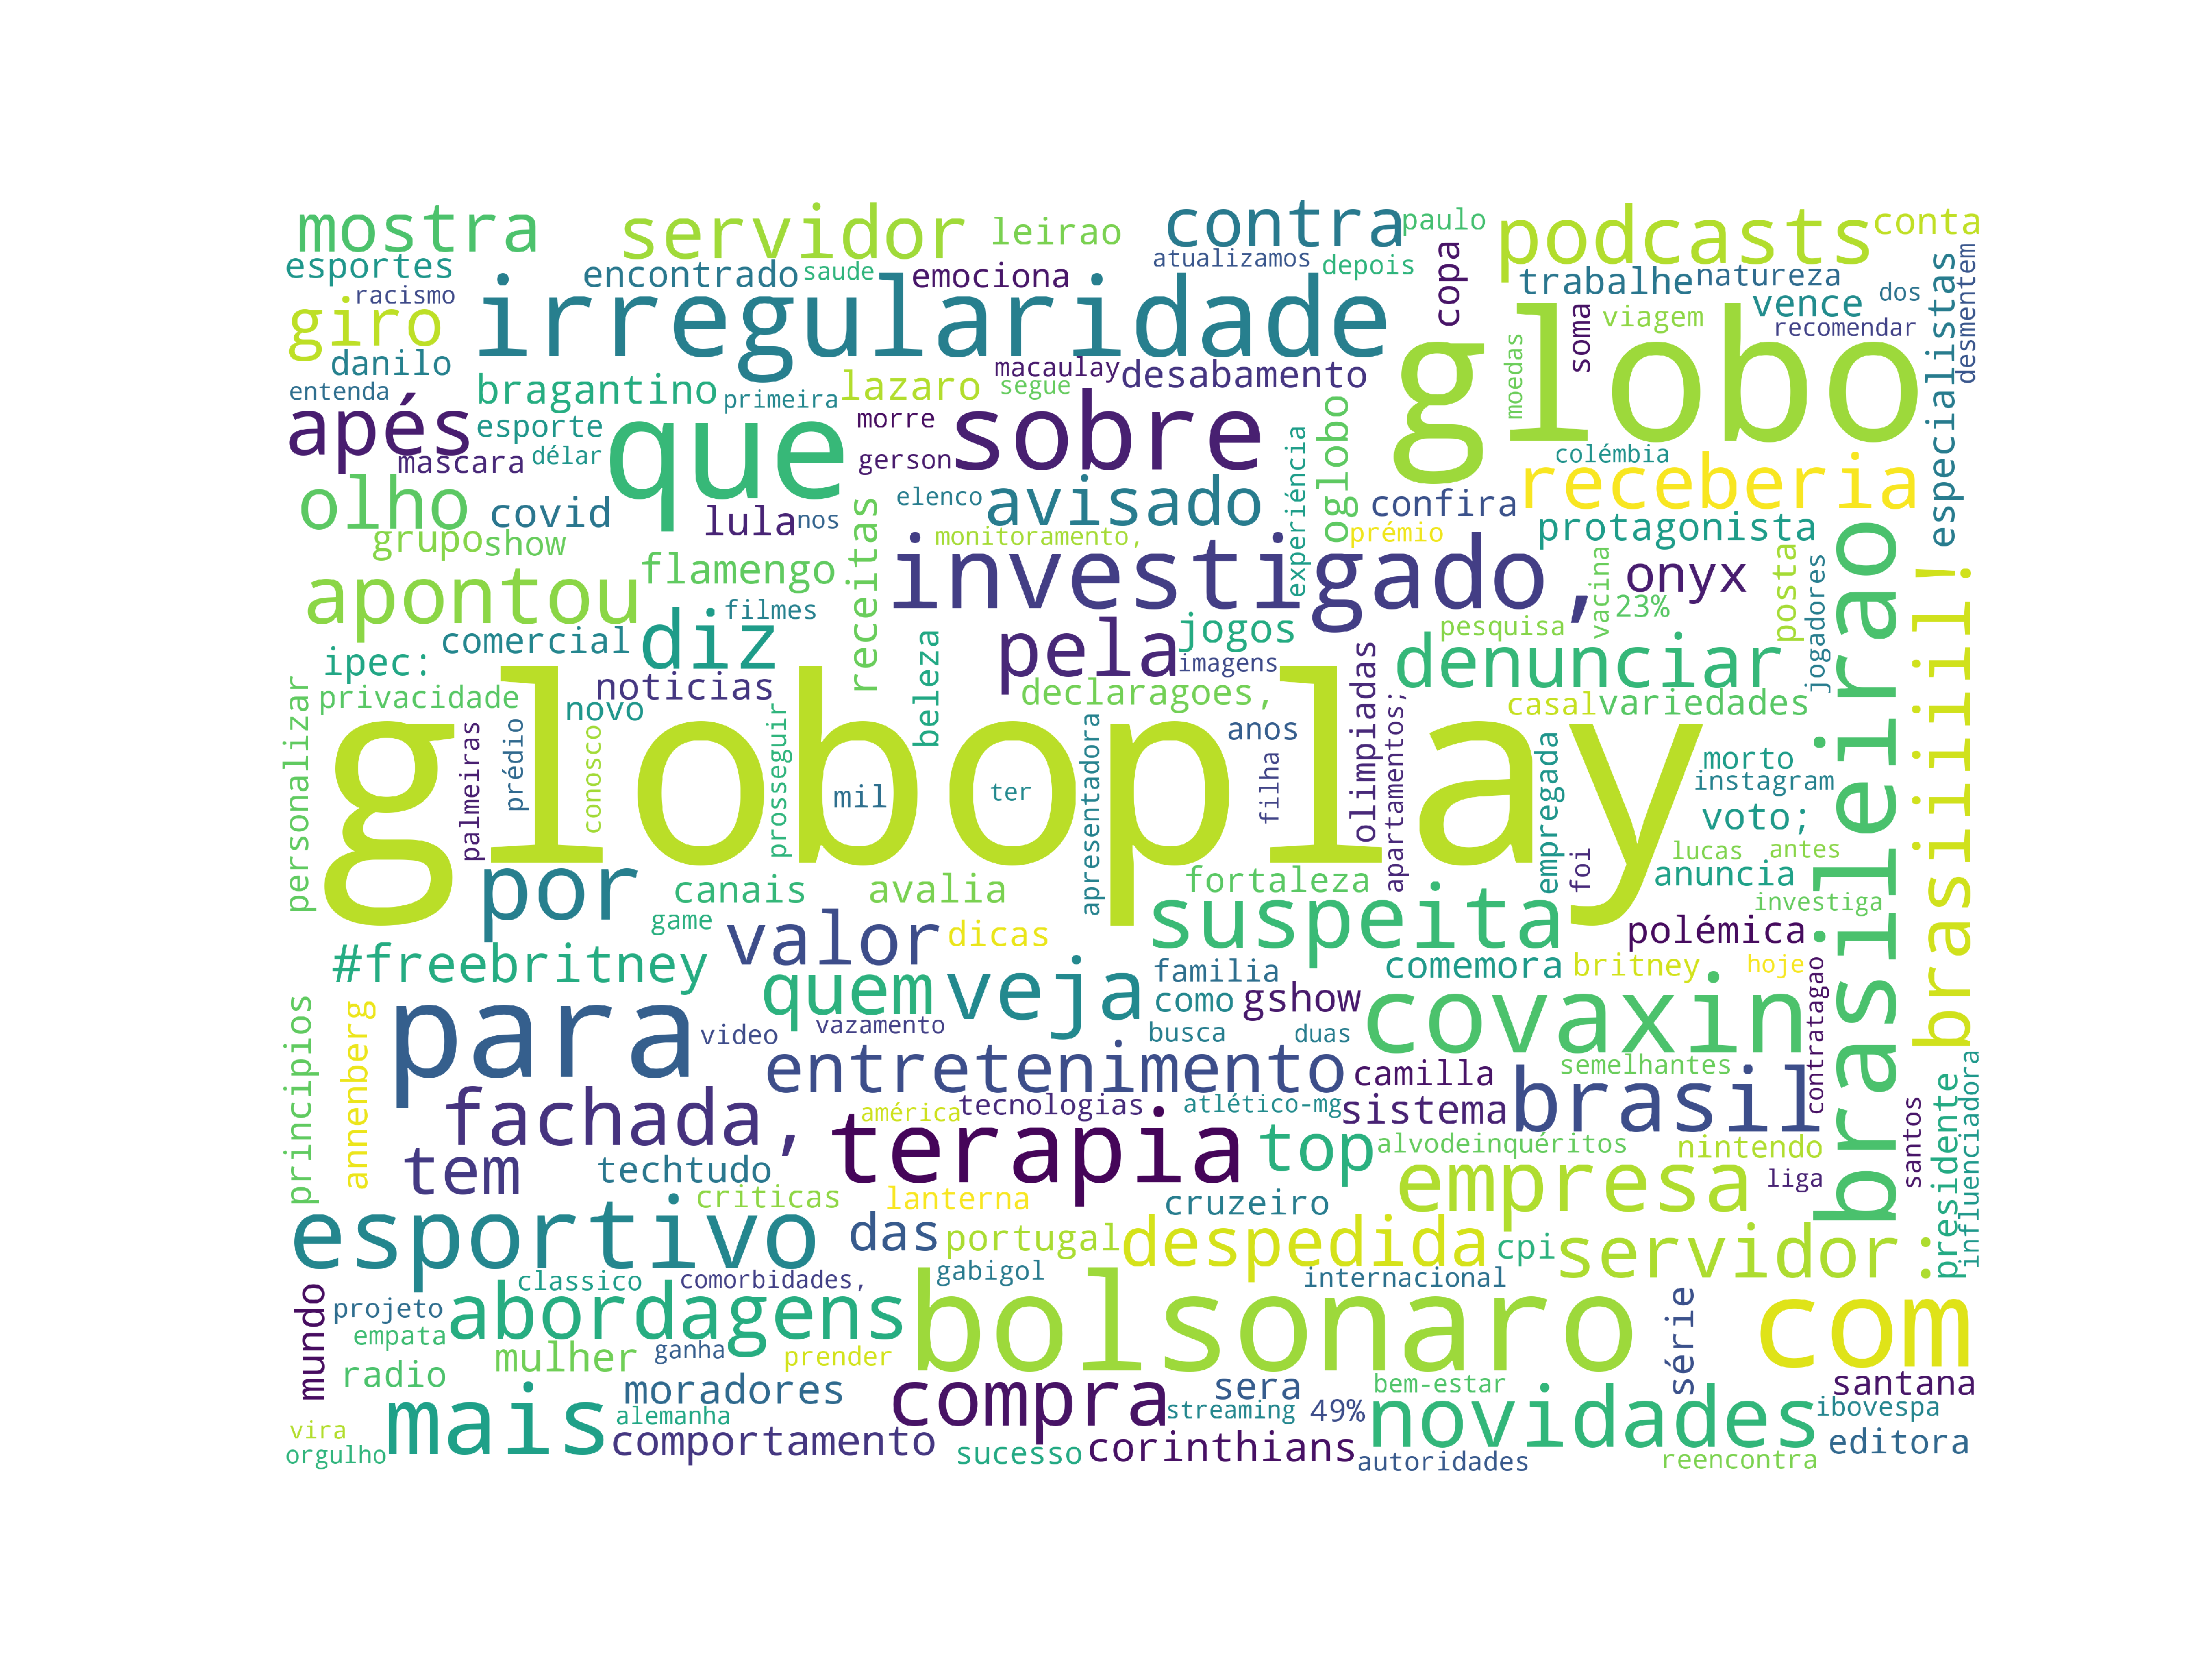 mostra
servidor
leirao
contra
paulo
podcasts
conta
esportes
encontrado
saude
emociona
atualizamos
depois
copa
trabalhe
natureza
especialistas
desmentem
racismo
irregularidade
globo
soma
viagem
vence
dos
recomendar
giro
danilo
entenda
bragantino
primeira
lazaro
macaulay
segue
desabamento
moedas
apés
esporte
que
morre
sobre
mascara
délar
gerson
experiéncia
oglobo
colémbia
receberia
olho
covid
lula
nos
receitas
elenco
avisado
confira
protagonista
grupo
show
monitoramento,
prémio
brasileirao
brasiiiiil!
apontou
flamengo
investigado,
vacina
onyx
posta
jogadores
filmes
23%
comercial
diz
beleza
pela
jogos
pesquisa
denunciar
ipec:
imagens
olimpiadas
personalizar
privacidade
noticias
declaragoes,
casal
variedades
novo
globoplay
palmeiras
prédio
conosco
prosseguir
mil
ter
apresentadora
anos
filha
apartamentos;
empregada
morto
instagram
voto;
lucas
antes
foi
anuncia
por
canais
avalia
fortaleza
investiga
game
valor
dicas
suspeita
polémica
#freebritney
quem
veja
familia
comemora
britney
hoje
contratagao
principios
annenberg
para
video
vazamento
como
gshow
covaxin
busca
duas
entretenimento
camilla
semelhantes
brasil
presidente
influenciadora
fachada,
américa
tecnologias
atlético-mg
sistema
santos
terapia
top
alvodeinquéritos
nintendo
tem
techtudo
empresa
liga
criticas
lanterna
cruzeiro
esportivo
das
portugal
despedida
cpi
servidor:
classico
comorbidades,
gabigol
internacional
mundo
projeto
abordagens
bolsonaro
série
com
empata
mulher
ganha
prender
radio
moradores
compra
sera
bem-estar
santana
mais
alemanha
streaming
49%
novidades
ibovespa
vira
comportamento
orgulho
sucesso
corinthians
autoridades
reencontra
editora